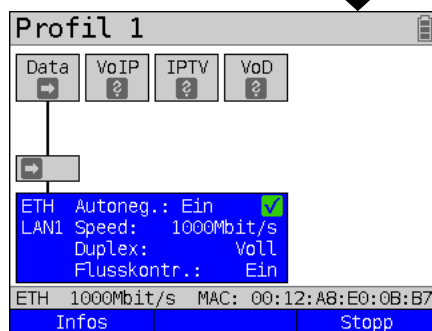 Profil 1
Data VoIP IPTV VoD
? ? ?
ETH Autoneg.: Ein
LAN1 Speed: 1000Mbit/s
Duplex: Voll
Flusskontr.: Ein
ETH 1000Mbit/s MAC: 00:12:A8:E0:0B:B7
Infos Stopp